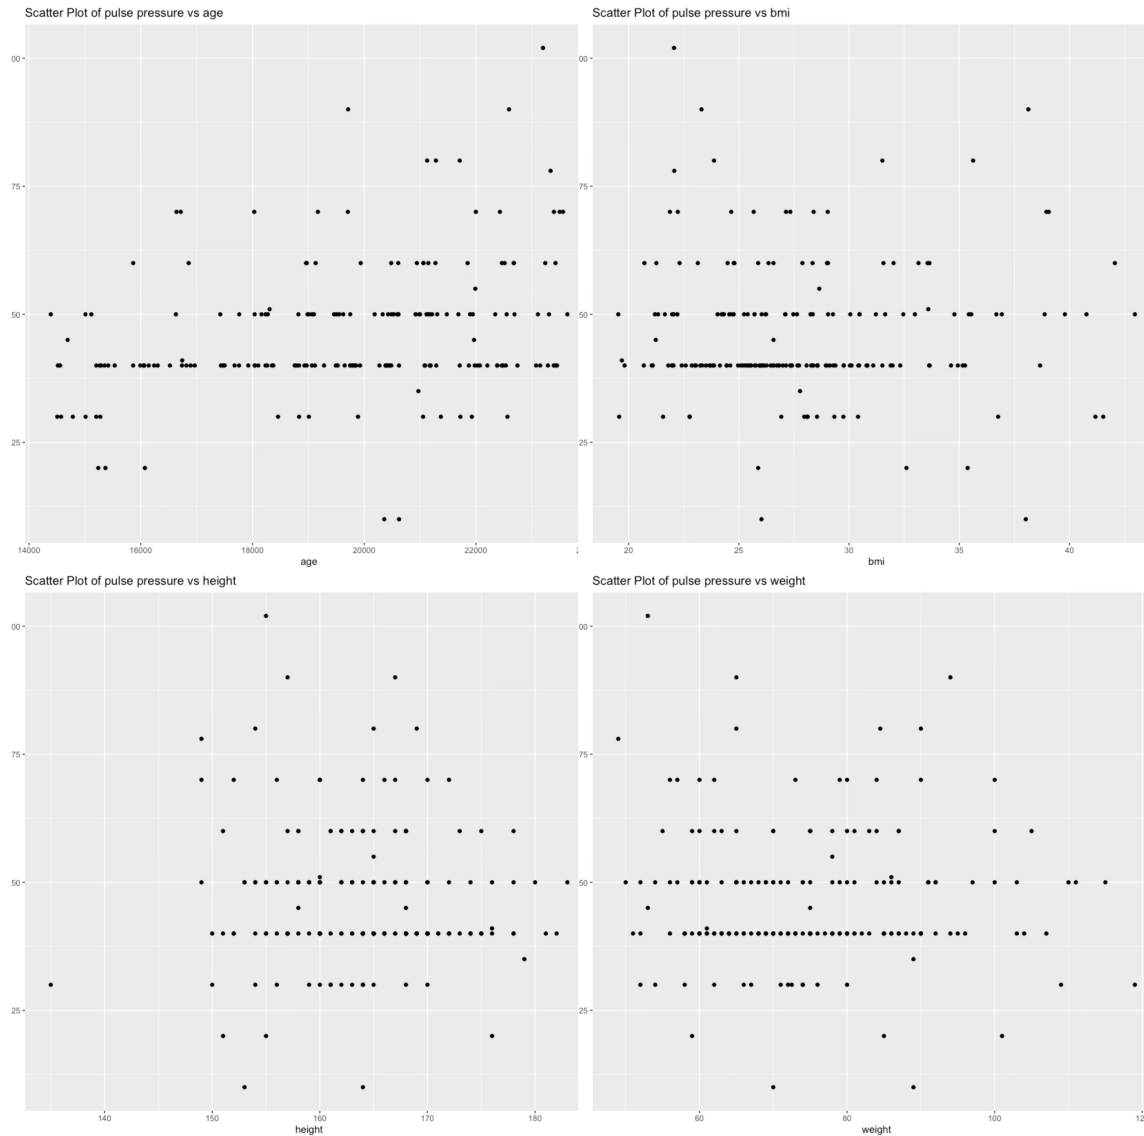 Scatter Plot of pulse pressure vs age
00
75
50
25
14000 16000 18000 20000 22000
age
Scatter Plot of pulse pressure vs bmi
00
75
50
25
20 25 30 35 40
bmi
Scatter Plot of pulse pressure vs height
00
75
50
25
140 150 160 170 180
height
Scatter Plot of pulse pressure vs weight
00
75
50
25
60 80 100 12
weight